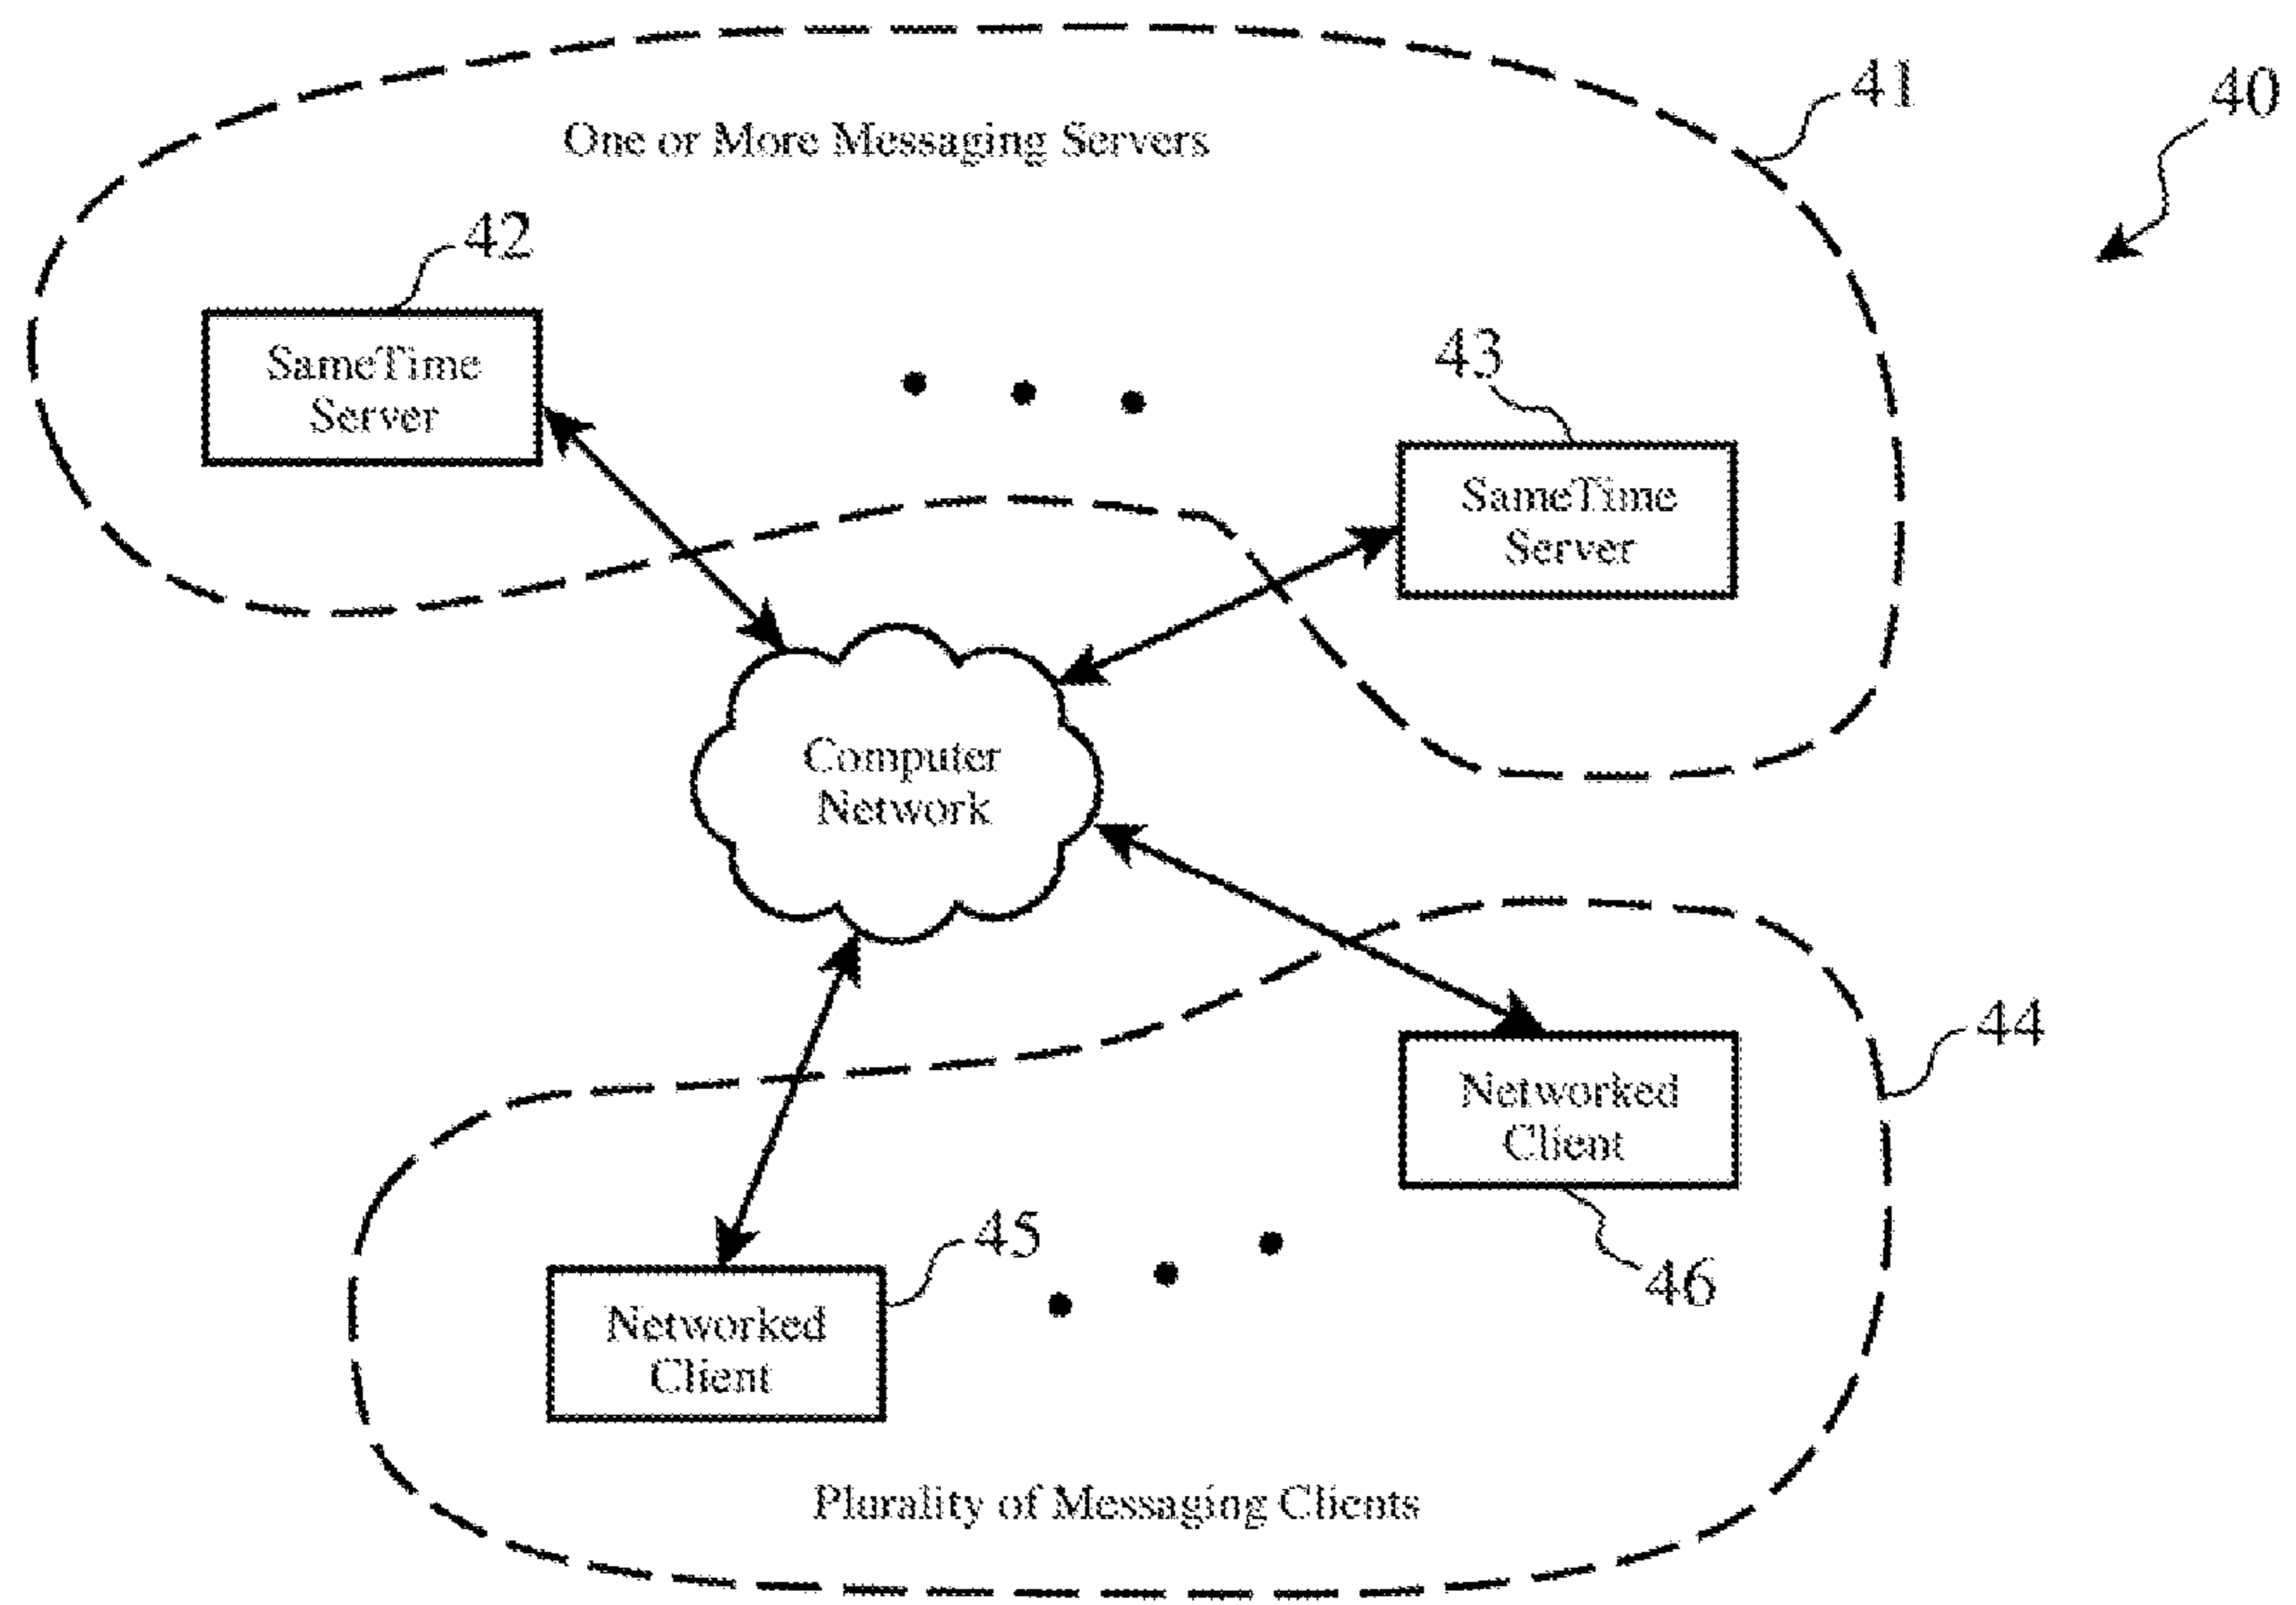 41
40
One or More Messaging Servers
42
SameTime
Server
43
SameTime
Server
Computer
Network
44
Networked
Client
45
46
Networked
Client
Plurality of Messaging Clients